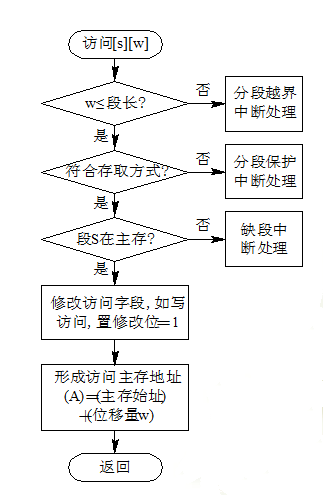 访问[s][w]
w≤段长?
否
分段越界
中断处理
是
符合存取方式?
否
分段保护
中断处理
是
段S在主存?
否
缺段中
断处理
是
修改访问字段,如写
访问,置修改位=1
形成访问主存地址
(A)=(主存始址)
+(位移量w)
返回